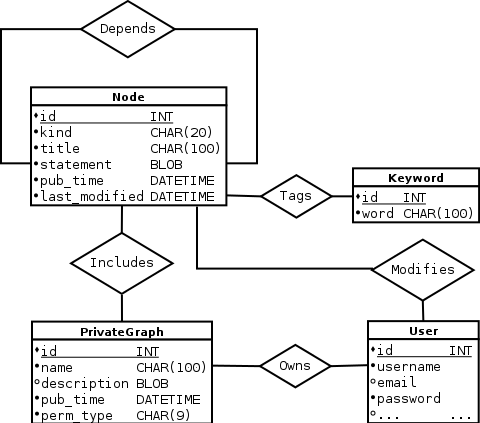 Depends
Node
id INT
kind CHAR(20)
title CHAR(100)
statement BLOB
pub_time DATETIME
last_modified DATETIME
Tags
Keyword
id INT
word CHAR(100)
Includes
Modifies
PrivateGraph
id INT
name CHAR(100)
description BLOB
pub_time DATETIME
perm_type CHAR(9)
Owns
User
id INT
username
email
password
... ...